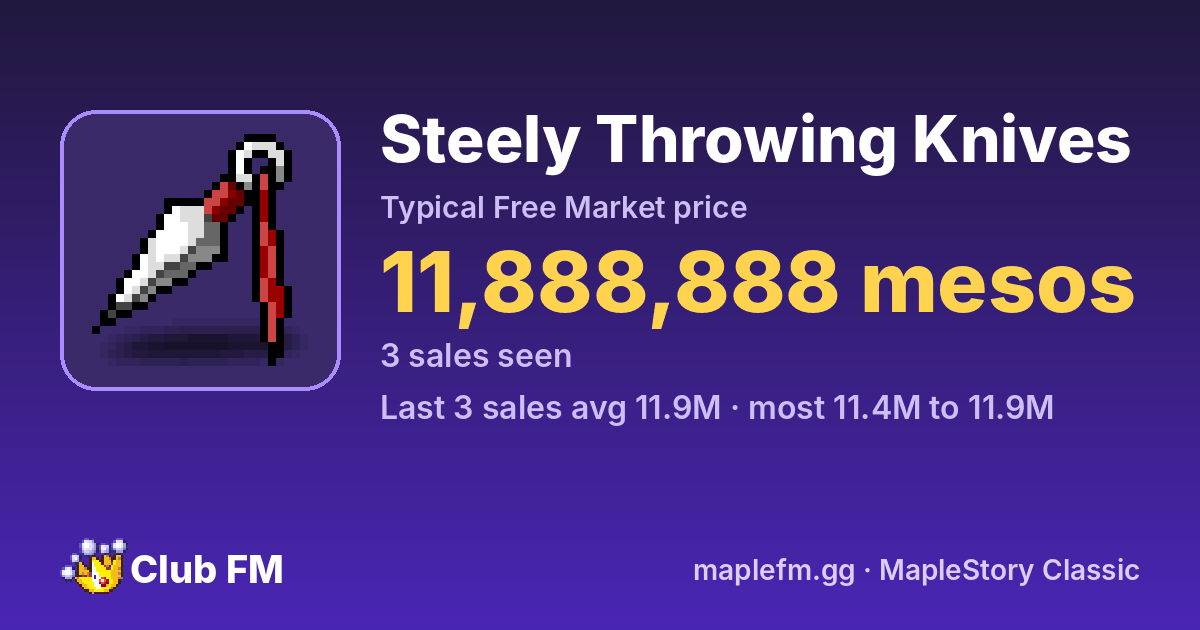 Steely Throwing Knives
Typical Free Market price
11,888,888 mesos
3 sales seen
Last 3 sales avg 11.9M · most 11.4M to 11.9M
Club FM
maplefm.gg · MapleStory Classic